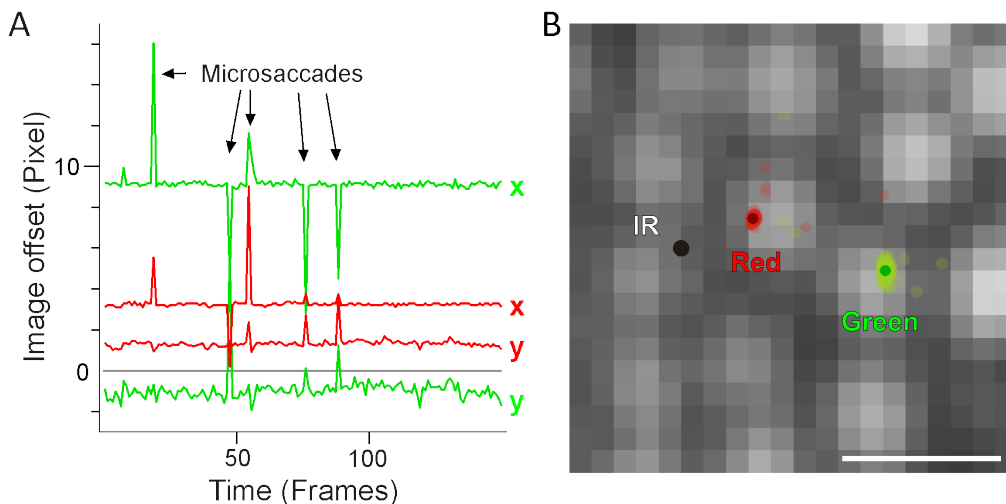 A
Microsaccades
10
0
x
x
y
y
50
100
Image offset (Pixel)
Time (Frames)
B
IR
Red
Green